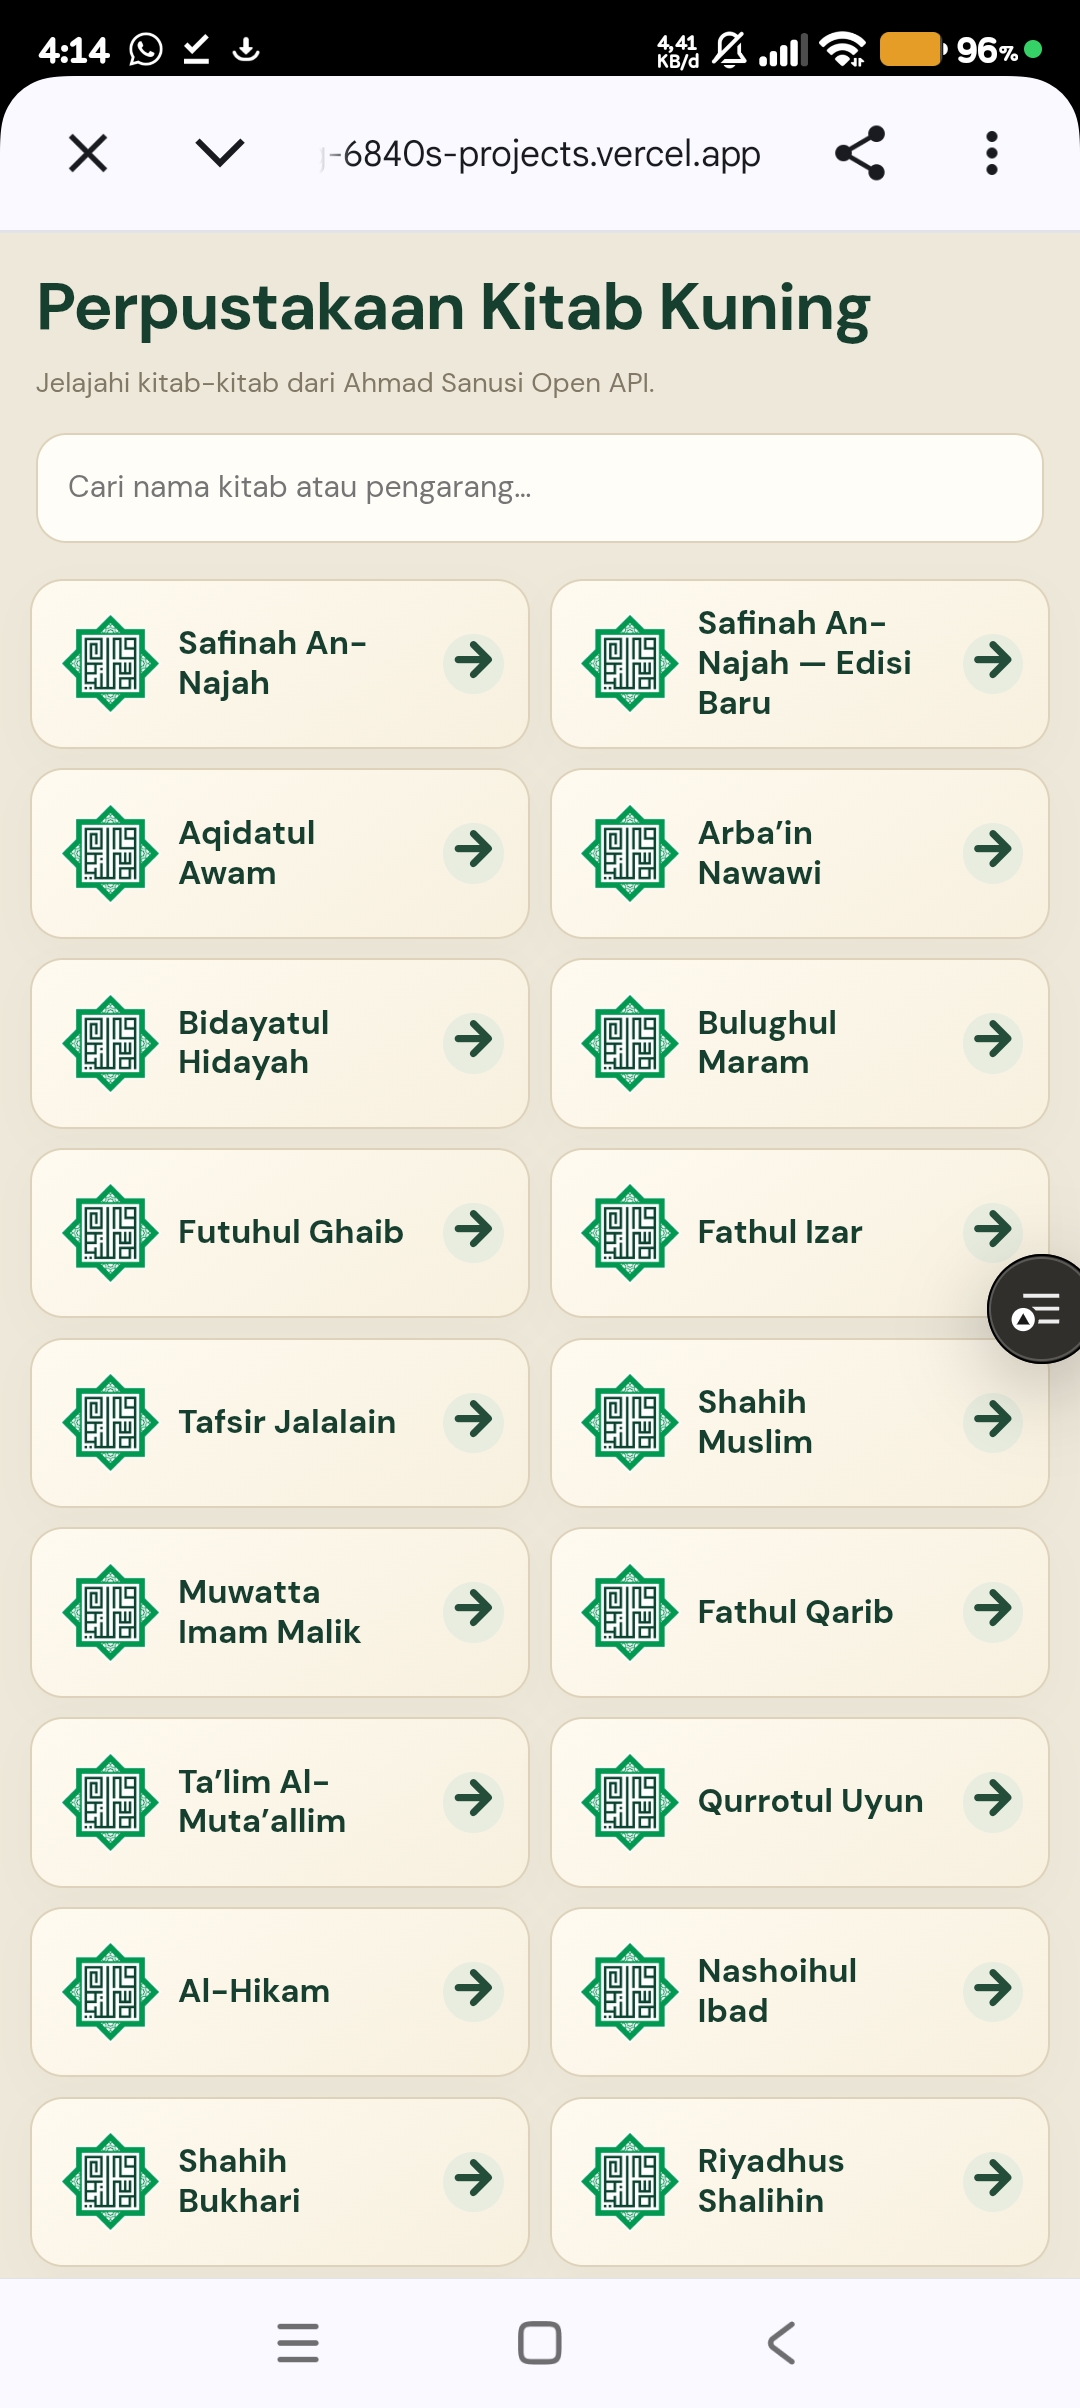 4:14
4,41
KB/d
96%
-6840s-projects.vercel.app
Perpustakaan Kitab Kuning
Jelajahi kitab-kitab dari Ahmad Sanusi Open API.
Cari nama kitab atau pengarang...
Safinah An-
Najah
Safinah An-
Najah — Edisi
Baru
Aqidatul
Awam
Arba’in
Nawawi
Bidayatul
Hidayah
Bulughul
Maram
Futuhul Ghaib
Fathul Izar
Tafsir Jalalain
Shahih
Muslim
Muwatta
Imam Malik
Fathul Qarib
Ta’lim Al-
Muta’allim
Qurrotul Uyun
Al-Hikam
Nashoihul
Ibad
Shahih
Bukhari
Riyadhus
Shalihin